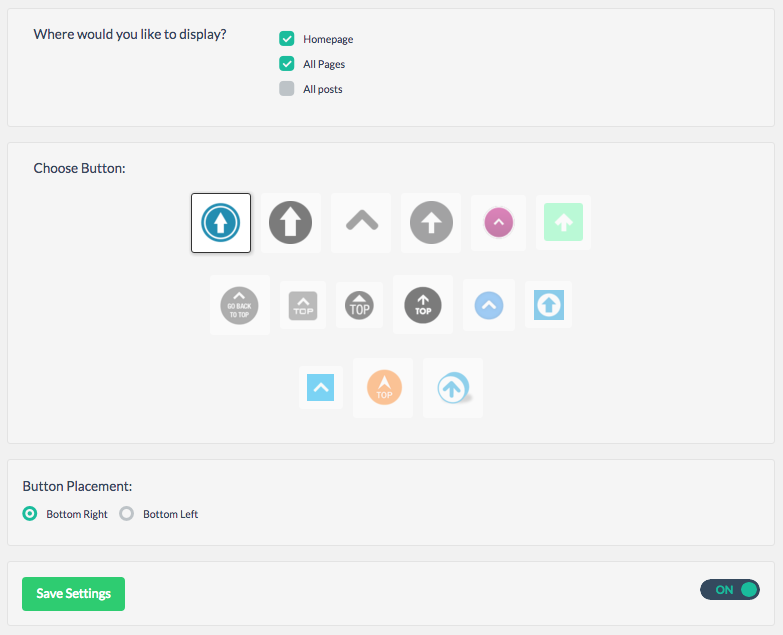 Where would you like to display?
Homepage
All Pages
All posts
Choose Button:
GO BACK
TO TOP
TOP
TOP
TOP
TOP
Button Placement:
Bottom Right
Bottom Left
Save Settings
ON